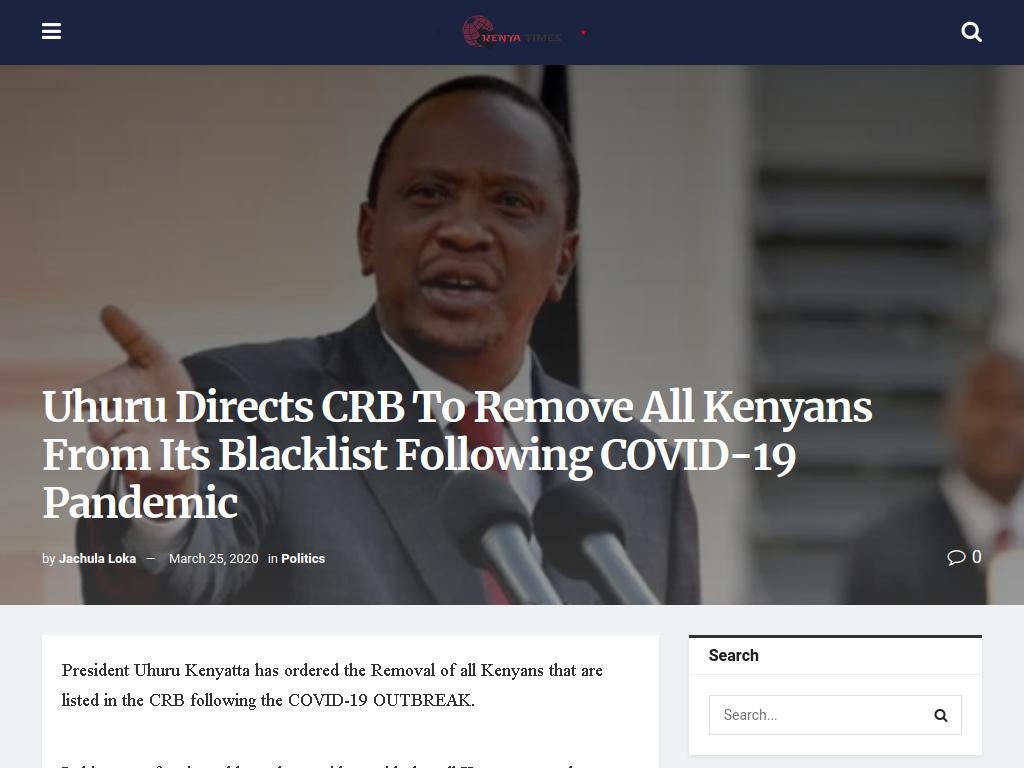 KENYA TIMES
Uhuru Directs CRB To Remove All Kenyans
From Its Blacklist Following COVID-19
Pandemic
by Jachula Loka — March 25, 2020 in Politics
0
President Uhuru Kenyatta has ordered the Removal of all Kenyans that are
listed in the CRB following the COVID-19 OUTBREAK.
Search
Search...